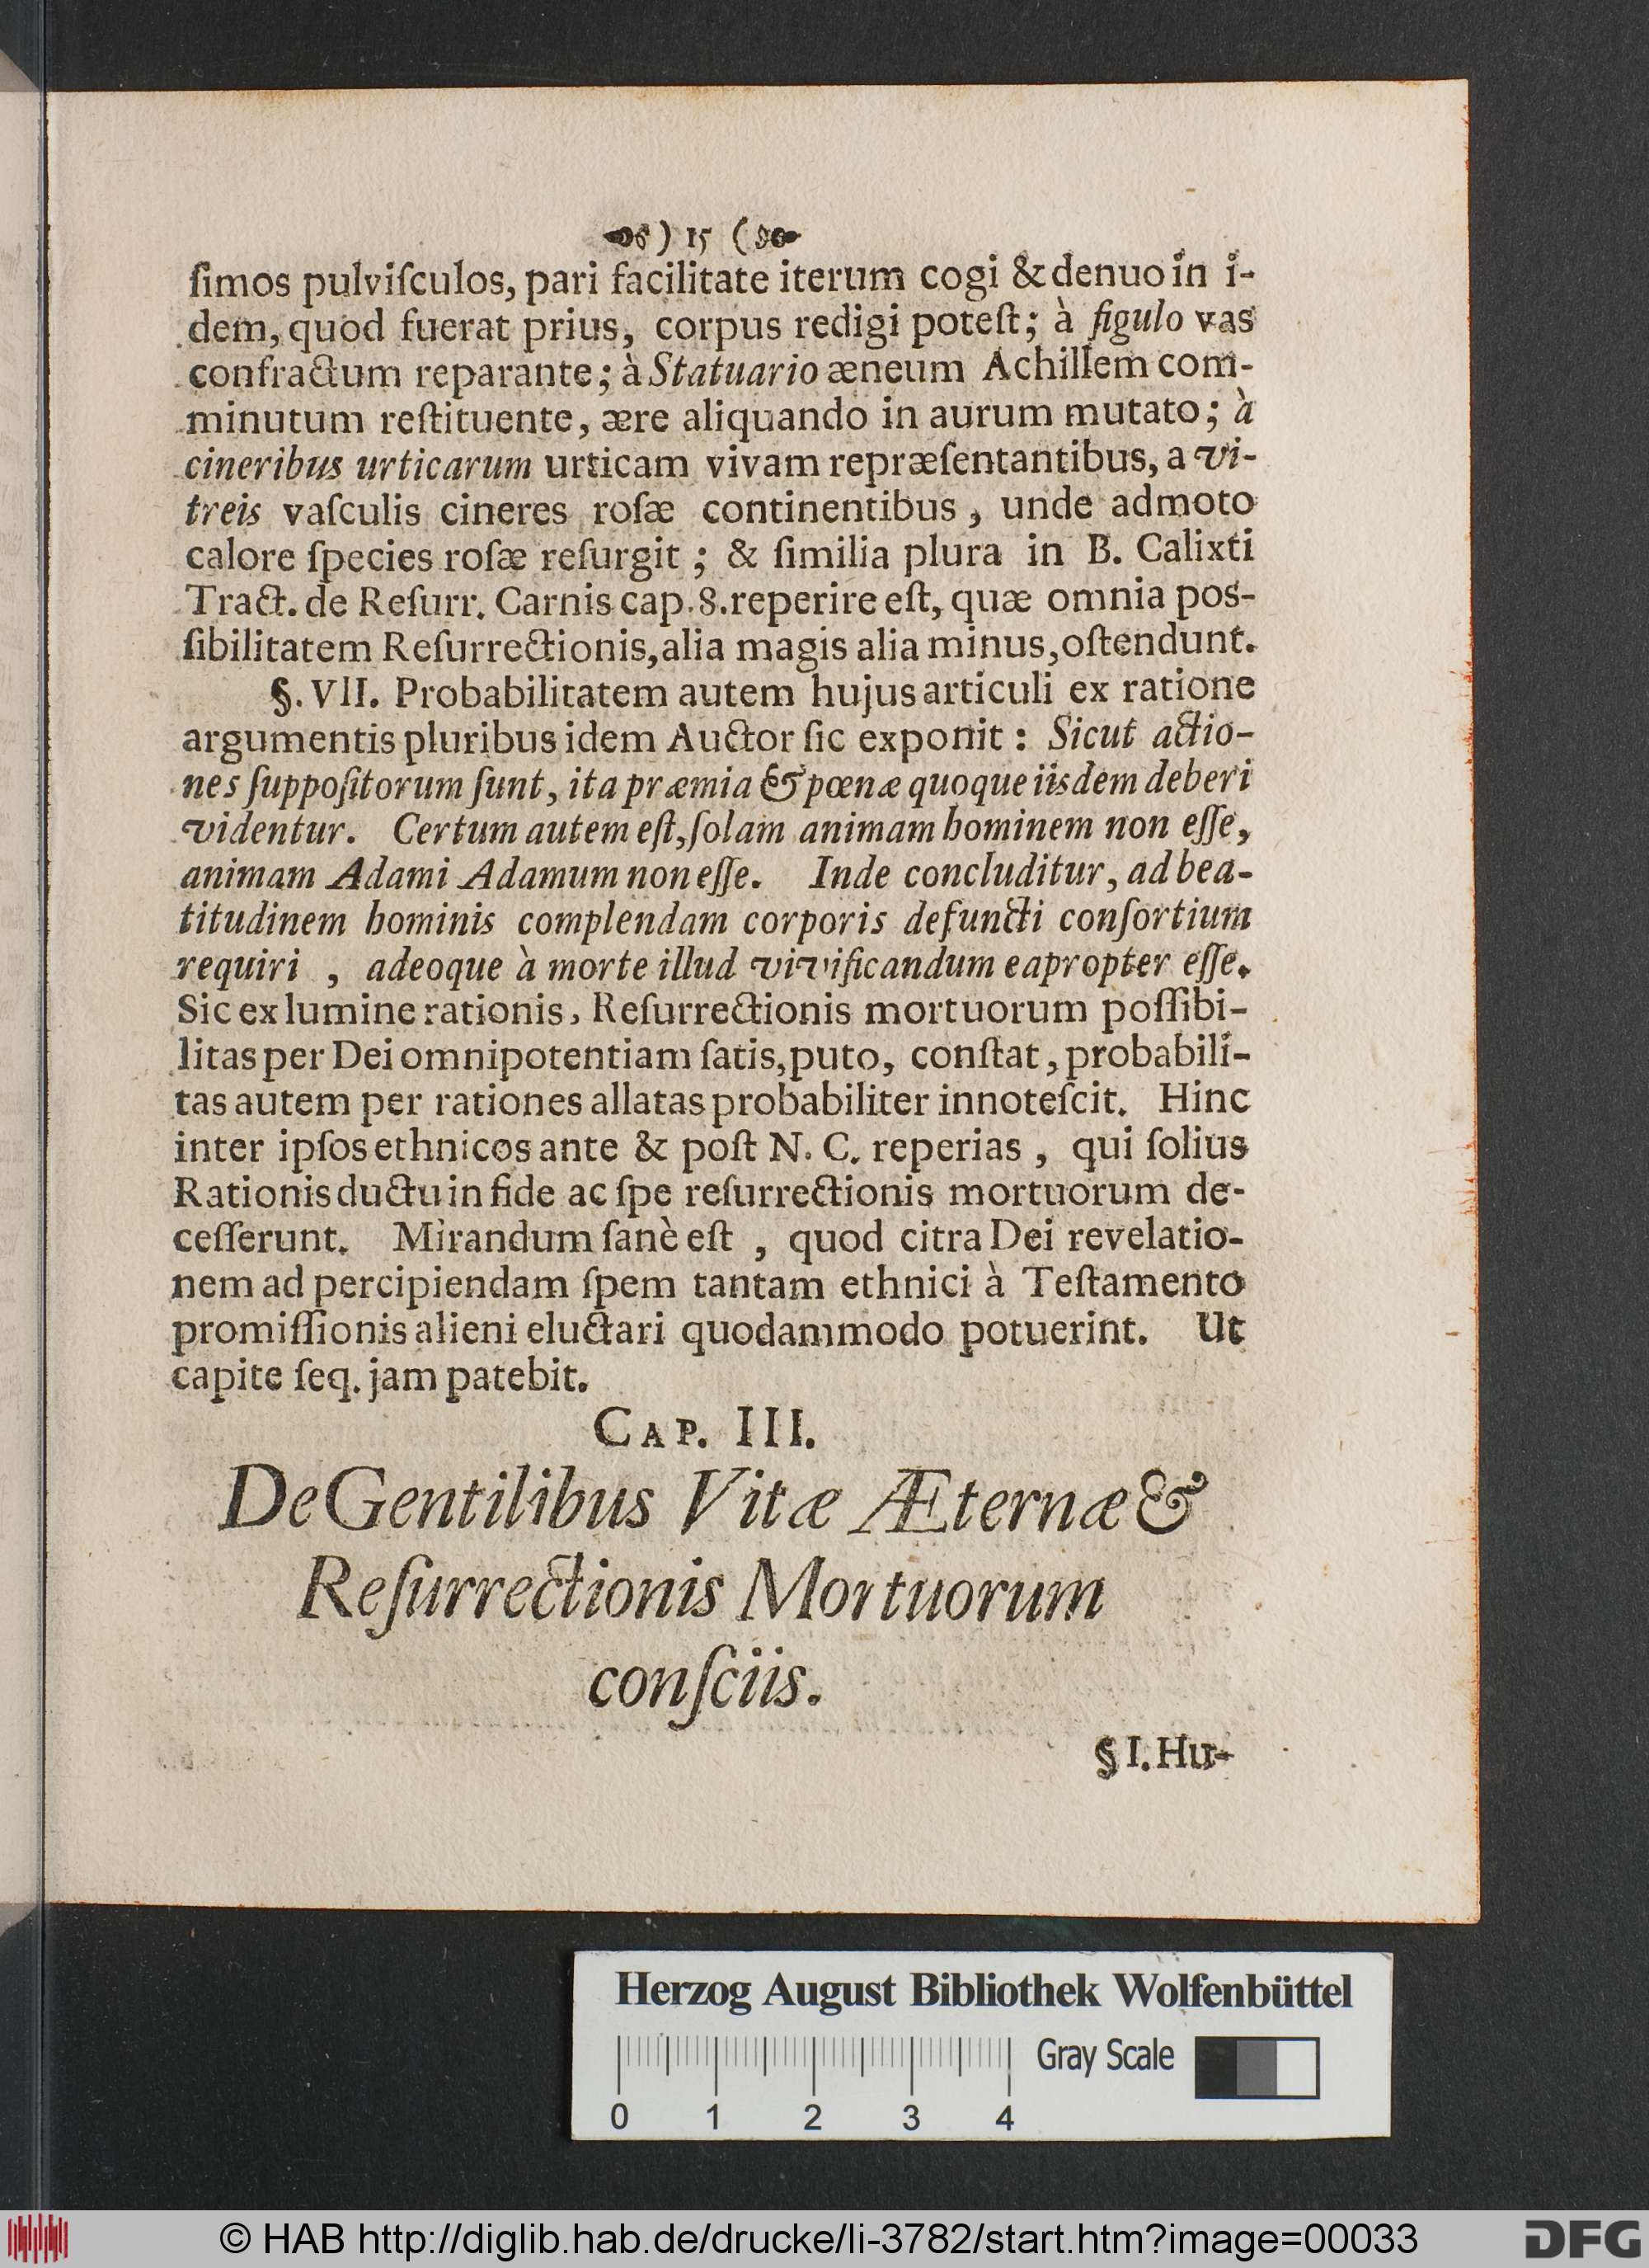 ) 15 (
ſimos pulviſculos, pari facilitate iterum cogi & denuo in i-
dem, quod fuerat prius, corpus redigi poteſt; à figulo vas
confractum reparante; à Statuario æneum Achillem com-
minutum reſtituente, ære aliquando in aurum mutato; à
cineribus urticarum urticam vivam repræſentantibus, a vi-
treis vaſculis cineres roſæ continentibus, unde admoto
calore ſpecies roſæ reſurgit; & ſimilia plura in B. Calixti
Tract. de Reſurr. Carnis cap. 8. reperire eſt, quæ omnia pos-
ſibilitatem Reſurrectionis, alia magis alia minus, oſtendunt.
§. VII. Probabilitatem autem hujus articuli ex ratione
argumentis pluribus idem Auctor ſic exponit: Sicut actio-
nes ſuppoſitorum ſunt, ita præmia & pœnæ quoque iisdem deberi
videntur. Certum autem eſt, ſolam animam hominem non eſſe,
animam Adami Adamum non eſſe. Inde concluditur, ad bea-
titudinem hominis complendam corporis defuncti conſortium
requiri, adeoque à morte illud vivificandum eapropter eſſe.
Sic ex lumine rationis, Reſurrectionis mortuorum poſſibi-
litas per Dei omnipotentiam ſatis, puto, conſtat, probabili-
tas autem per rationes allatas probabiliter innoteſcit. Hinc
inter ipſos ethnicos ante & poſt N. C. reperias, qui ſolius
Rationis ductu in fide ac ſpe reſurrectionis mortuorum de-
ceſſerunt. Mirandum ſanè eſt, quod citra Dei revelatio-
nem ad percipiendam ſpem tantam ethnici à Teſtamento
promiſſionis alieni eluctari quodammodo potuerint. Ut
capite ſeq. jam patebit.
CAP. III.
De Gentilibus Vitæ Æternæ &
Reſurrectionis Mortuorum
conſciis.
§ I. Hu-
Herzog August Bibliothek Wolfenbüttel
Gray Scale
0 1 2 3 4
© HAB http://diglib.hab.de/drucke/li-3782/start.htm?image=00033
DFG